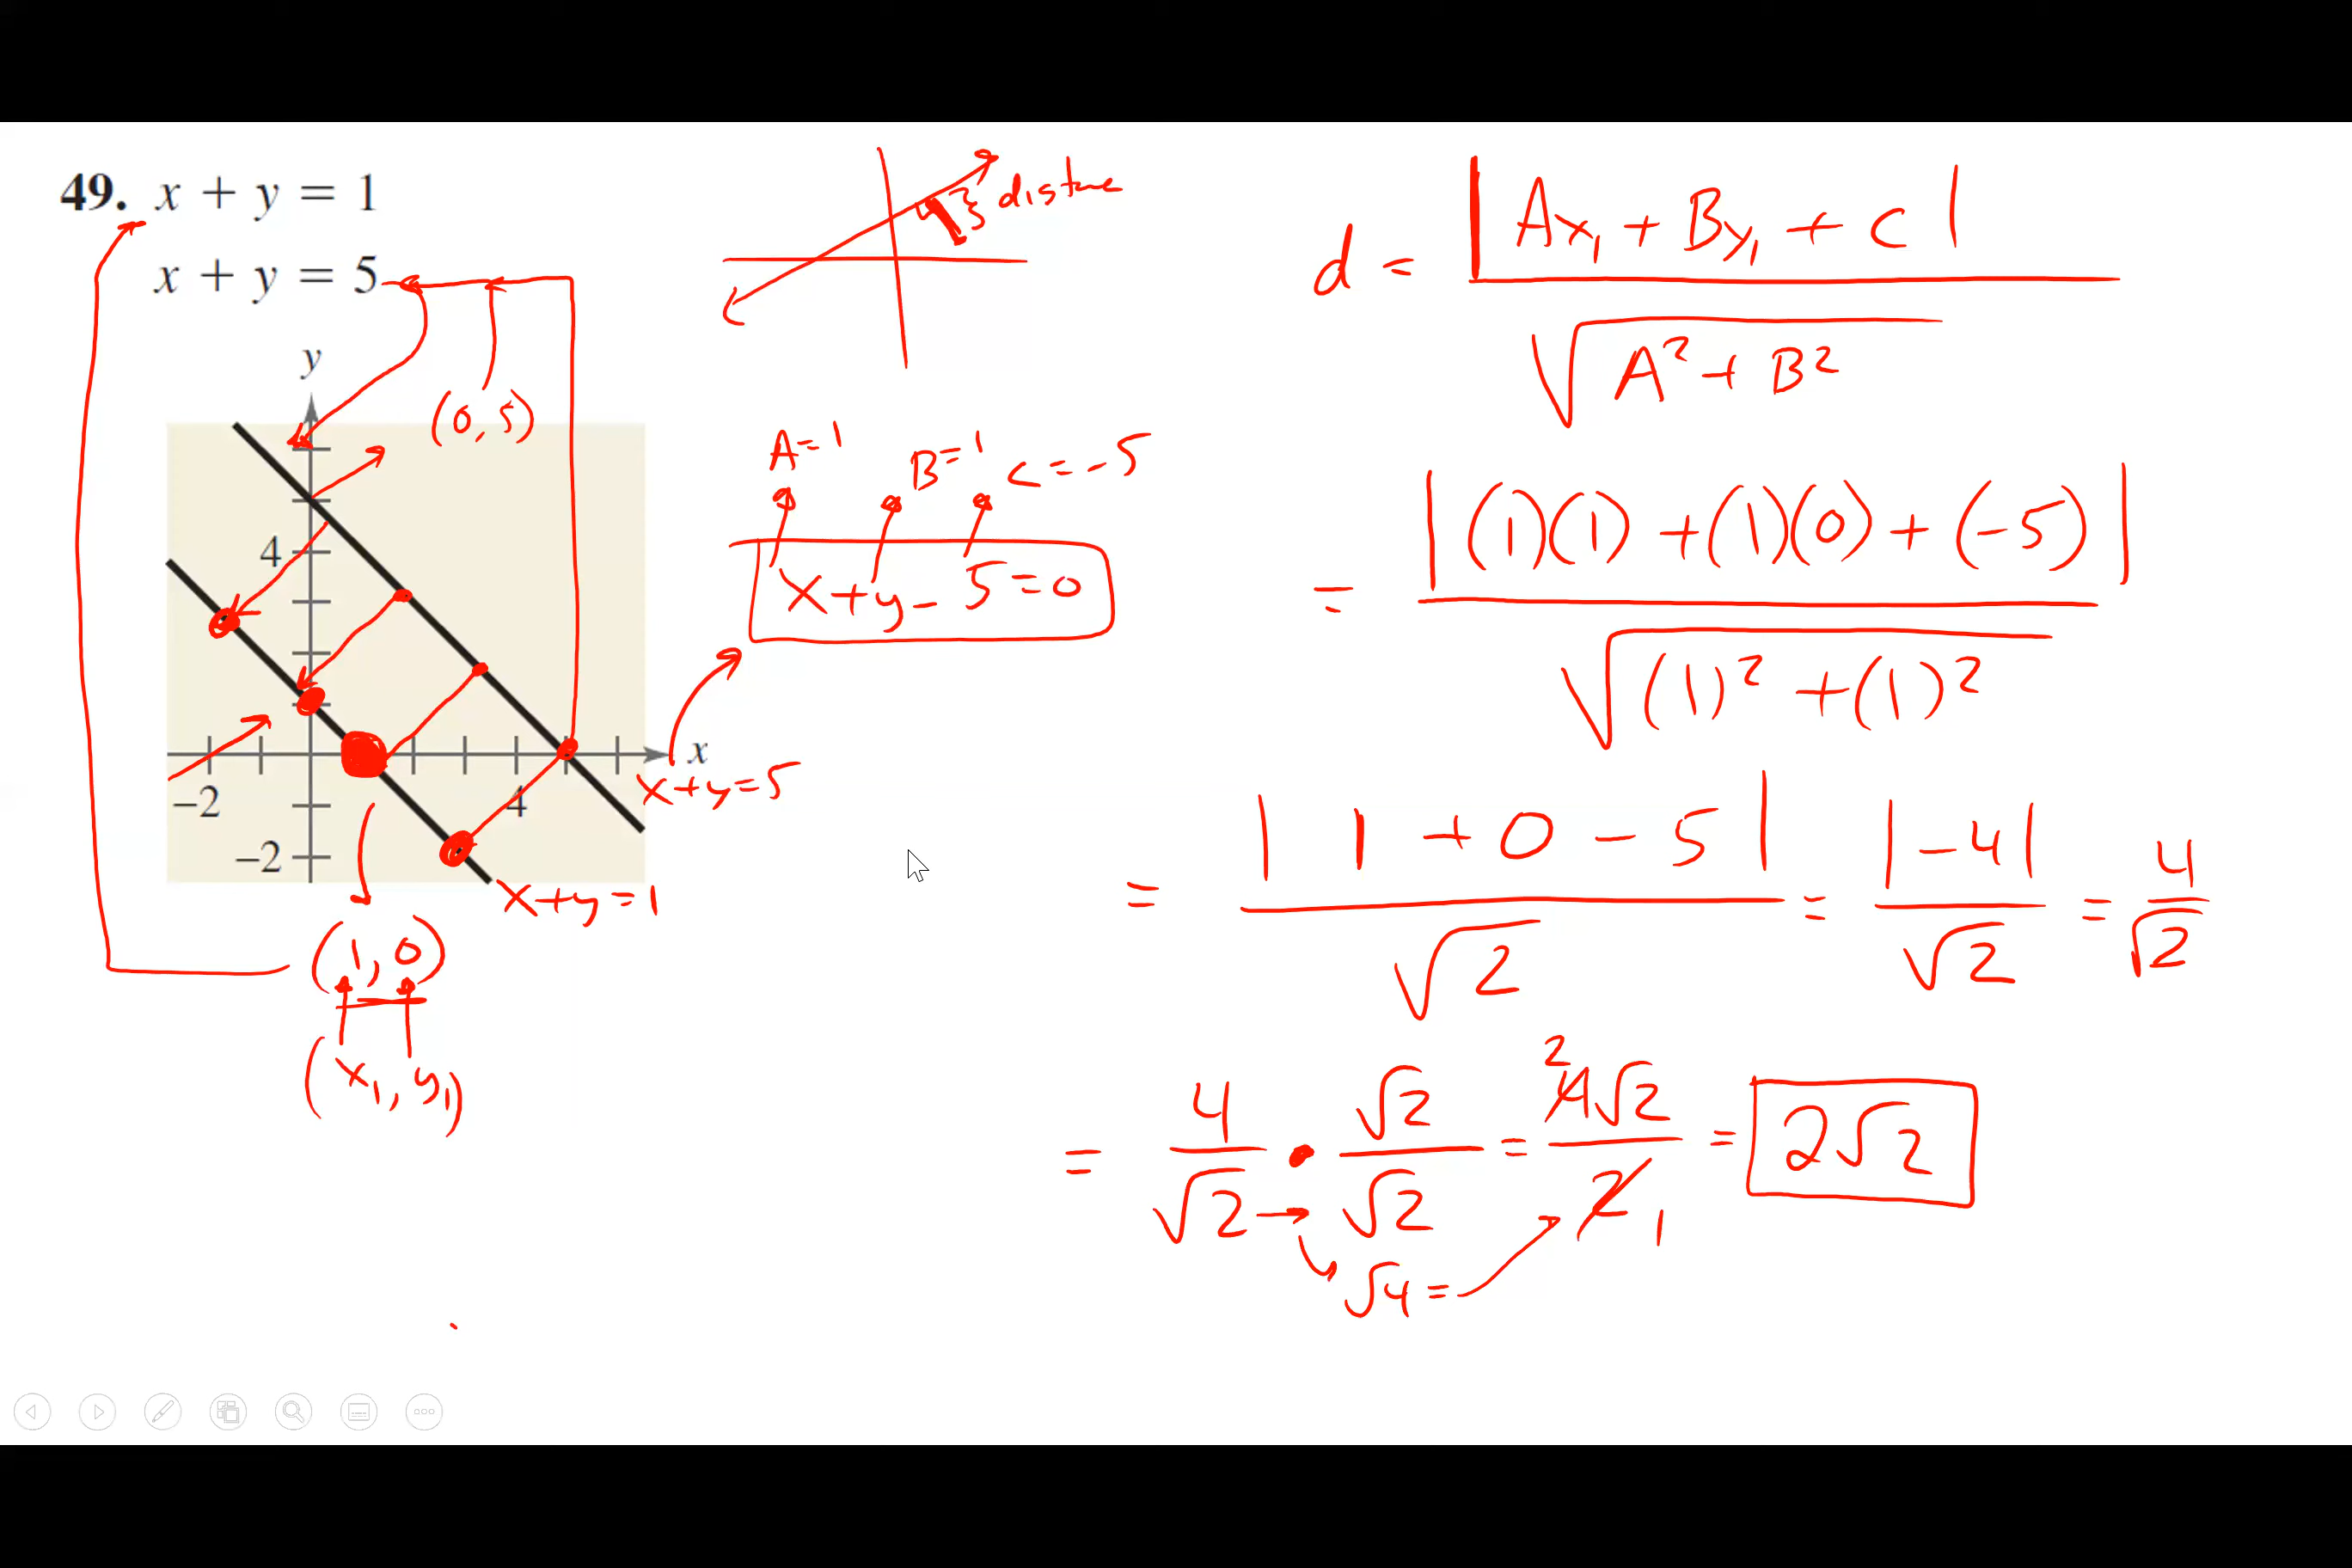 49. x + y = 1
x + y = 5
y
(0, 5)
4
-2
4
-2
x
x+y=5
x+y=1
(1, 0)
(x₁, y₁)
A=1 B=1 C=-5
x+y-5=0
d = |Ax₁ + By₁ + C| / √(A² + B²)
= |(1)(1) + (1)(0) + (-5)| / √((1)² + (1)²)
= |1 + 0 - 5| / √2 = |-4| / √2 = 4/√2
= 4/√2 • √2/√2 = 4√2/2 = 2√2
2
1
√4 =